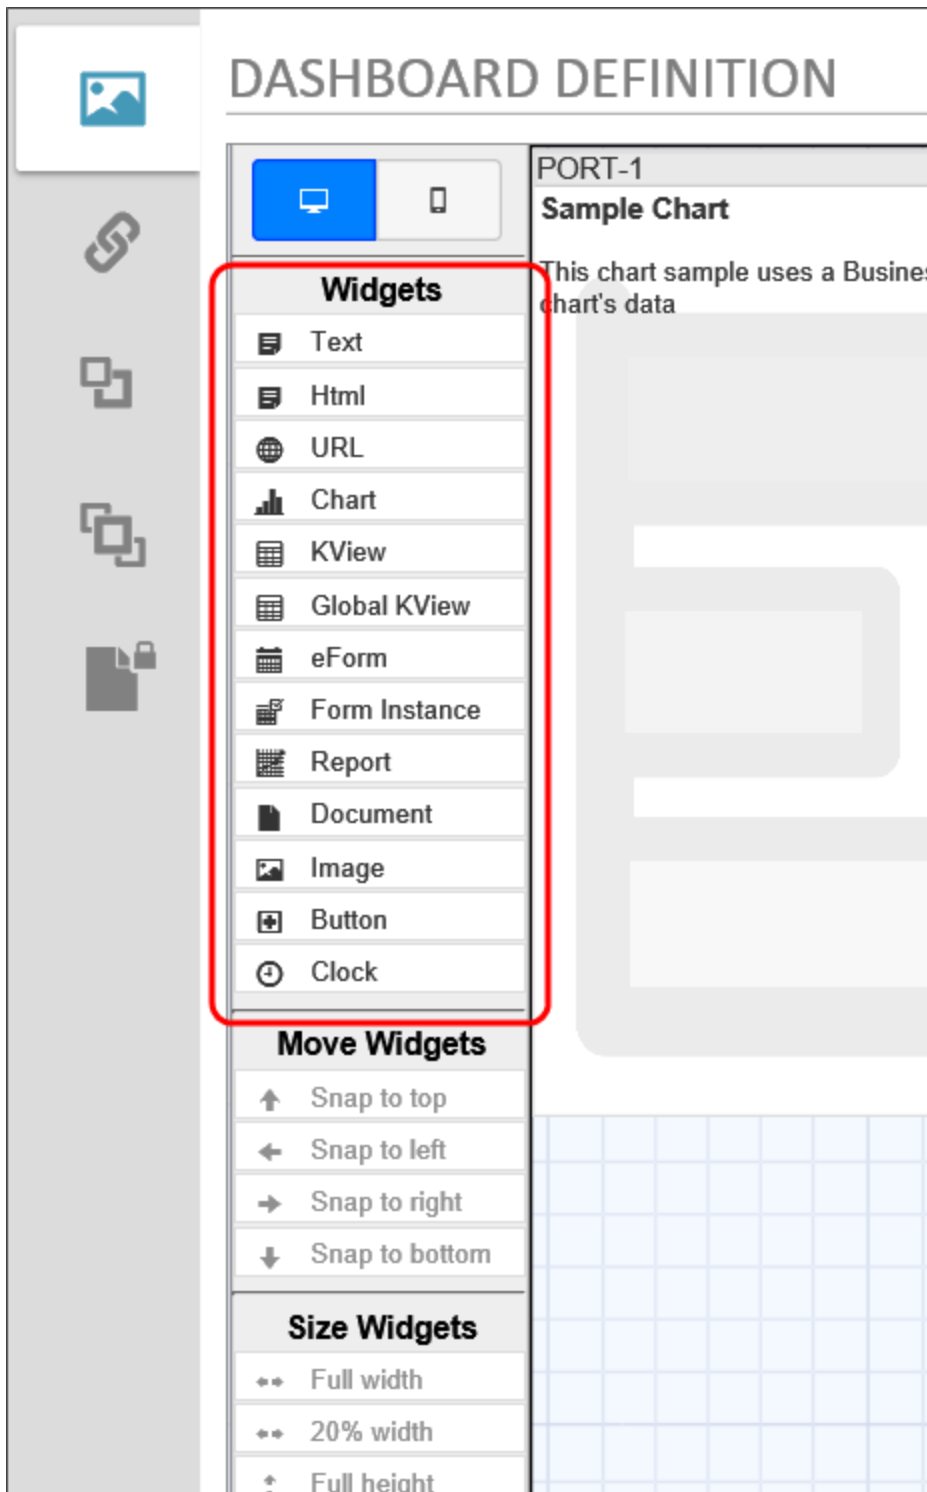 DASHBOARD DEFINITION
PORT-1
Sample Chart
This chart sample uses a
chart's data
Widgets
Text
Html
URL
Chart
KView
Global KView
eForm
Form Instance
Report
Document
Image
Button
Clock
Move Widgets
Snap to top
Snap to left
Snap to right
Snap to bottom
Size Widgets
Full width
20% width
Full height